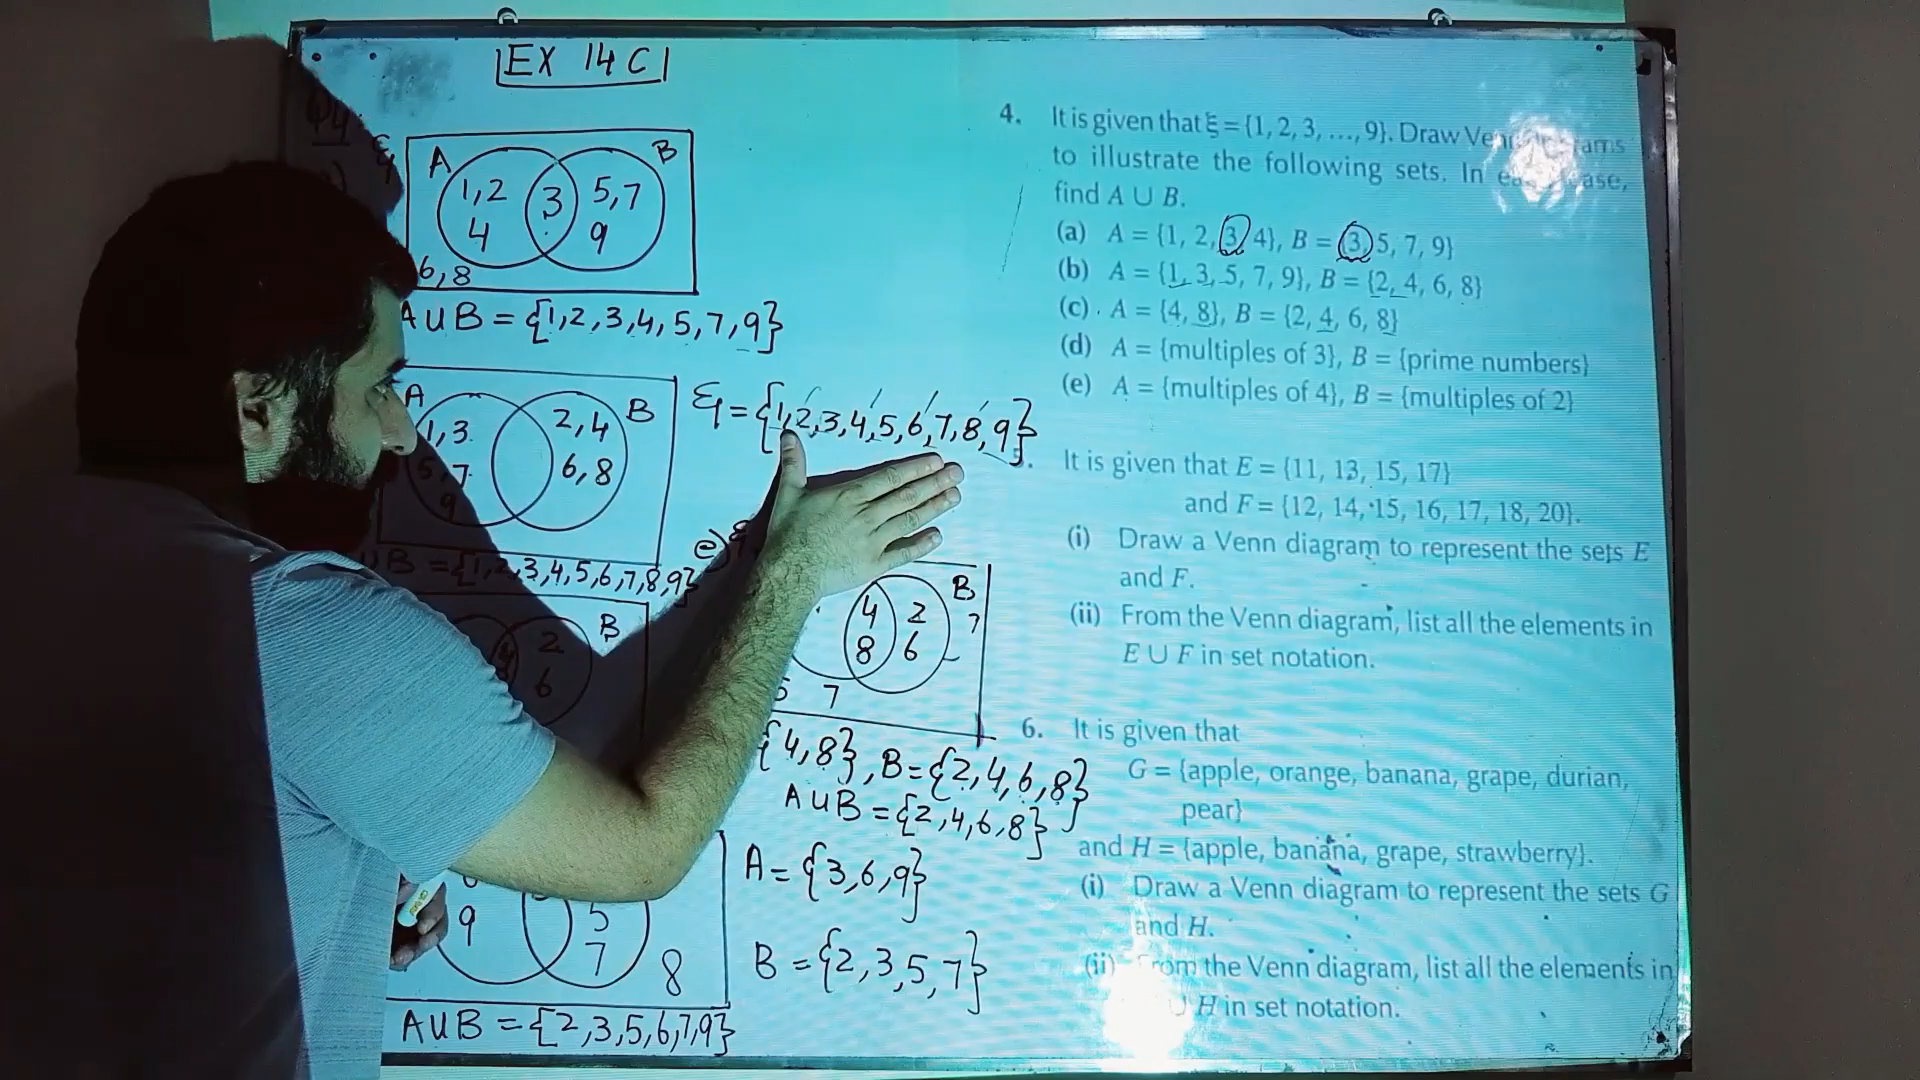 EX 14 C
Q4
ξ
A B
1,2 3 5,7
4 9
6,8
A ∪ B = {1,2,3,4,5,7,9}
A B
1,3 2,4
5,7 6,8
9
B = {1,2,3,4,5,6,7,8,9}
B
2
6
9 5
7 8
A ∪ B = {2,3,5,6,7,9}
ξ = {1,2,3,4,5,6,7,8,9}
e)
B
4 2 7
8 6
7
{4,8}, B = {2,4,6,8}
A ∪ B = {2,4,6,8}
A = {3,6,9}
B = {2,3,5,7}
4. It is given that ξ = {1, 2, 3, ..., 9}. Draw
to illustrate the following sets. In
find A ∪ B.
(a) A = {1, 2, 3, 4}, B = {3, 5, 7, 9}
(b) A = {1, 3, 5, 7, 9}, B = {2, 4, 6, 8}
(c) A = {4, 8}, B = {2, 4, 6, 8}
(d) A = {multiples of 3}, B = {prime numbers}
(e) A = {multiples of 4}, B = {multiples of 2}
It is given that E = {11, 13, 15, 17}
and F = {12, 14, 15, 16, 17, 18, 20}.
(i) Draw a Venn diagram to represent the sets E
and F.
(ii) From the Venn diagram, list all the elements in
E ∪ F in set notation.
6. It is given that
G = {apple, orange, banana, grape, durian,
pear}
and H = {apple, banana, grape, strawberry}.
(i) Draw a Venn diagram to represent the sets G
and H.
(ii) From the Venn diagram, list all the elements in
∪ H in set notation.